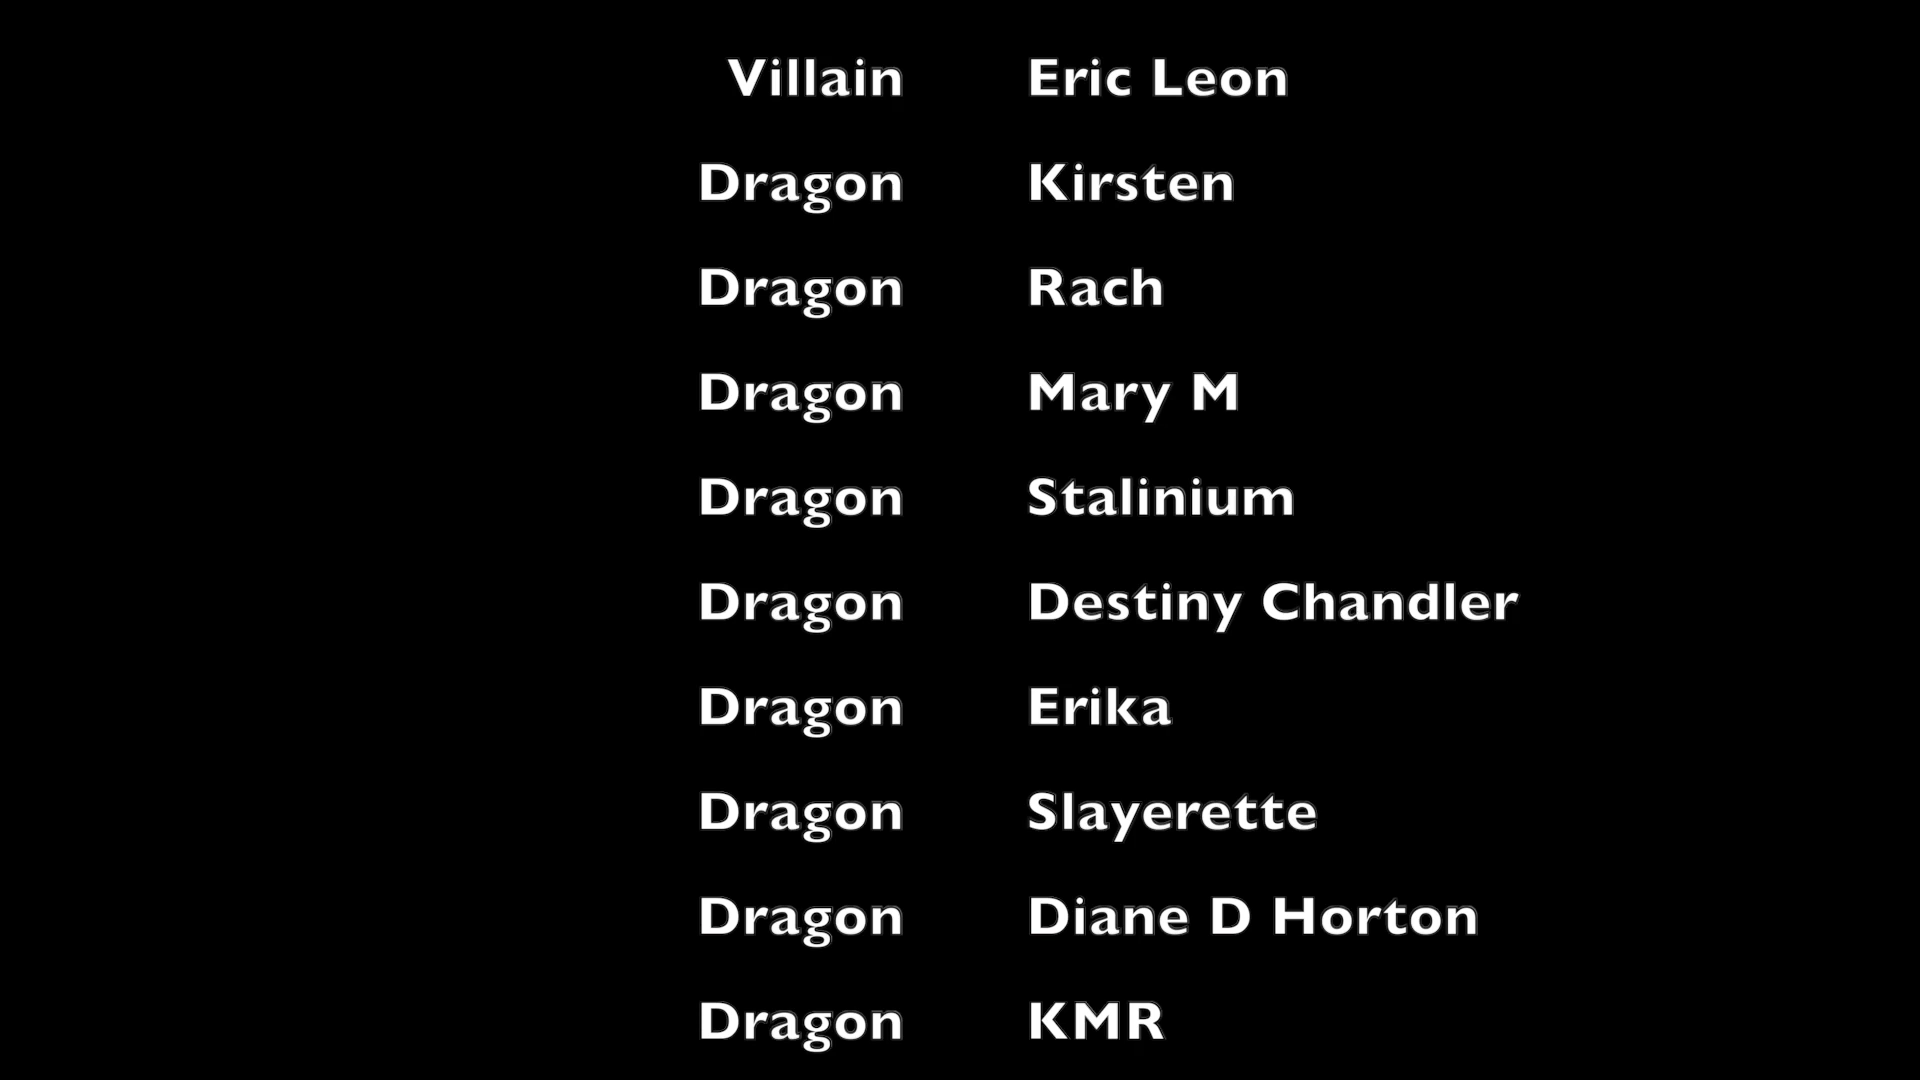 Villain Eric Leon
Dragon Kirsten
Dragon Rach
Dragon Mary M
Dragon Stalinium
Dragon Destiny Chandler
Dragon Erika
Dragon Slayerette
Dragon Diane D Horton
Dragon KMR